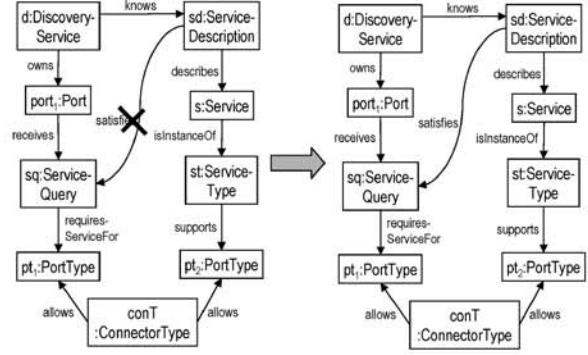 d:Discovery-
Service
knows
sd:Service-
Description
owns
describes
port1:Port
s:Service
receives
satisfies
isInstanceOf
sq:Service-
Query
st:Service-
Type
requires-
ServiceFor
supports
pt1:PortType
pt2:PortType
allows
conT
:ConnectorType
allows
d:Discovery-
Service
knows
sd:Service-
Description
owns
describes
port1:Port
s:Service
receives
satisfies
isInstanceOf
sq:Service-
Query
st:Service-
Type
requires-
ServiceFor
supports
pt1:PortType
pt2:PortType
allows
conT
:ConnectorType
allows